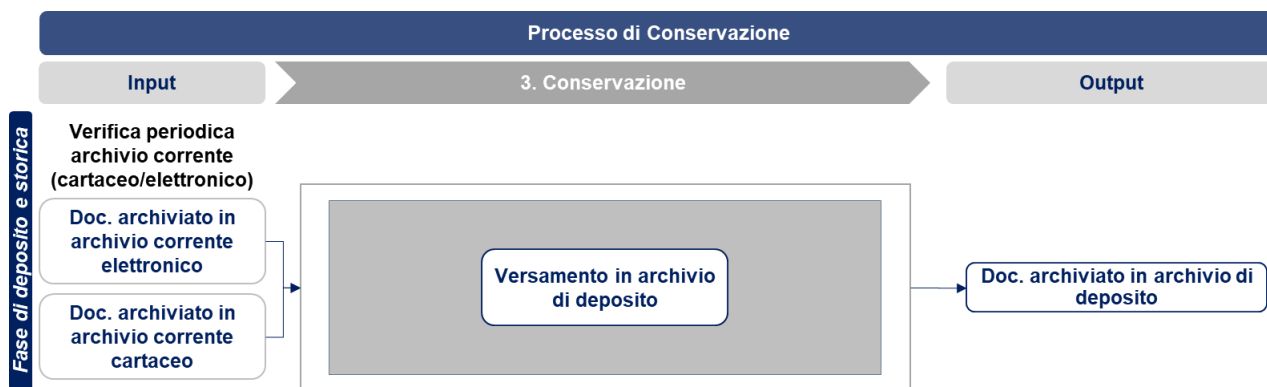 Processo di Conservazione
Input
3. Conservazione
Output
Fase di deposito e storica
Verifica periodica
archivio corrente
(cartaceo/elettronico)
Doc. archiviato in
archivio corrente
elettronico
Doc. archiviato in
archivio corrente
cartaceo
Versamento in archivio
di deposito
Doc. archiviato in archivio di
deposito